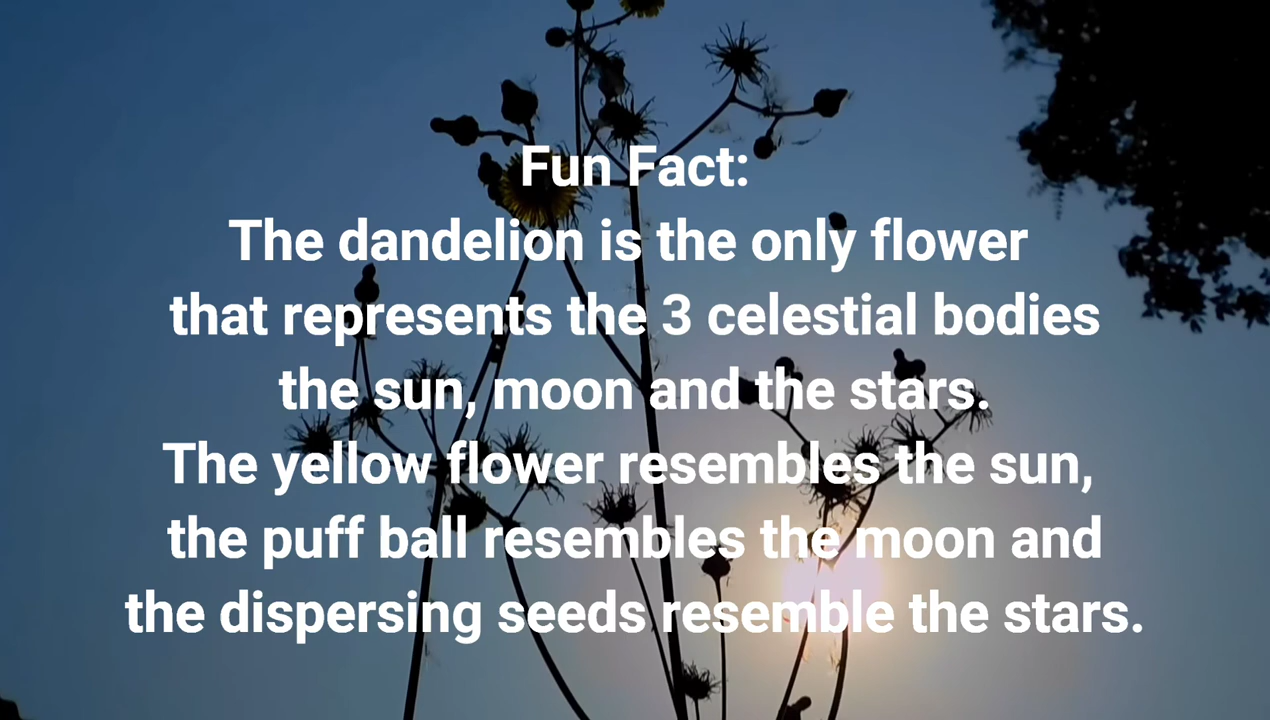 Fun Fact:
The dandelion is the only flower
that represents the 3 celestial bodies
the sun, moon and the stars.
The yellow flower resembles the sun,
the puff ball resembles the moon and
the dispersing seeds resemble the stars.